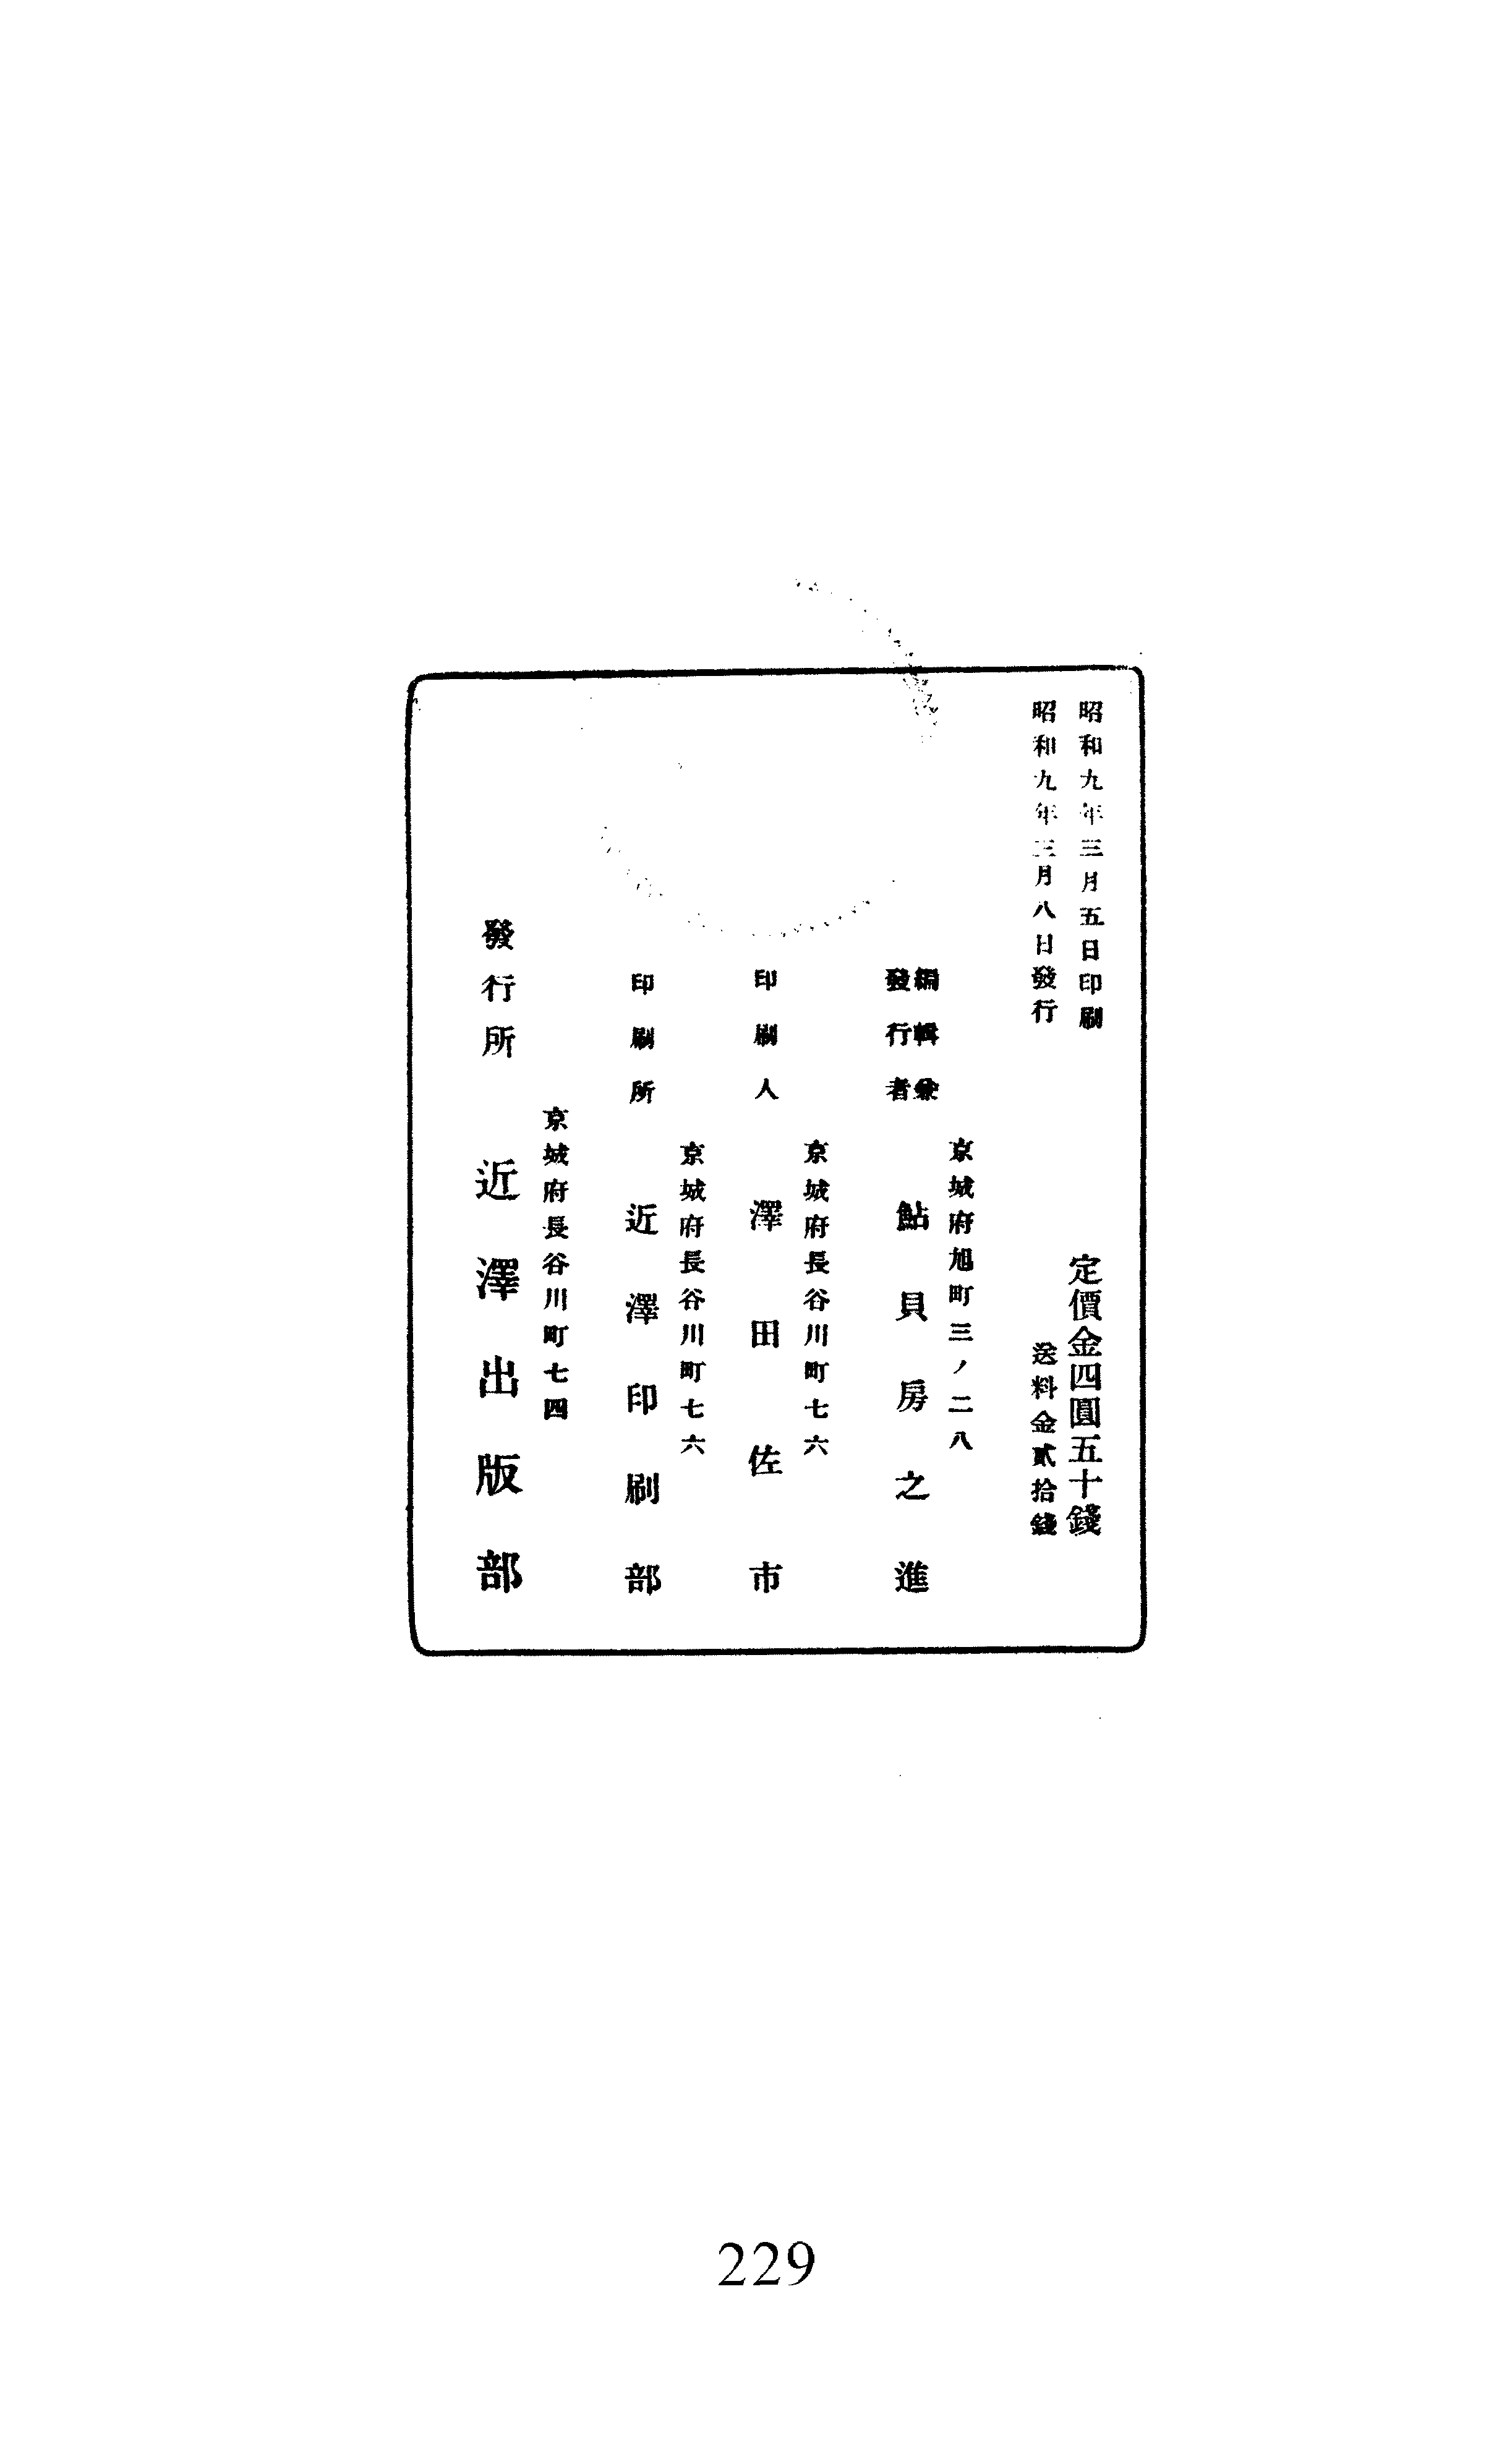 昭和九年三月五日印刷
昭和九年三月八日發行
定價金四圓五十錢
送料金貳拾錢
京城府旭町三ノ二八
編輯兼
發行者
鮎貝房之進
京城府長谷川町七六
印刷人
澤田佐市
京城府長谷川町七六
印刷所
近澤印刷部
京城府長谷川町七四
發行所
近澤出版部
229